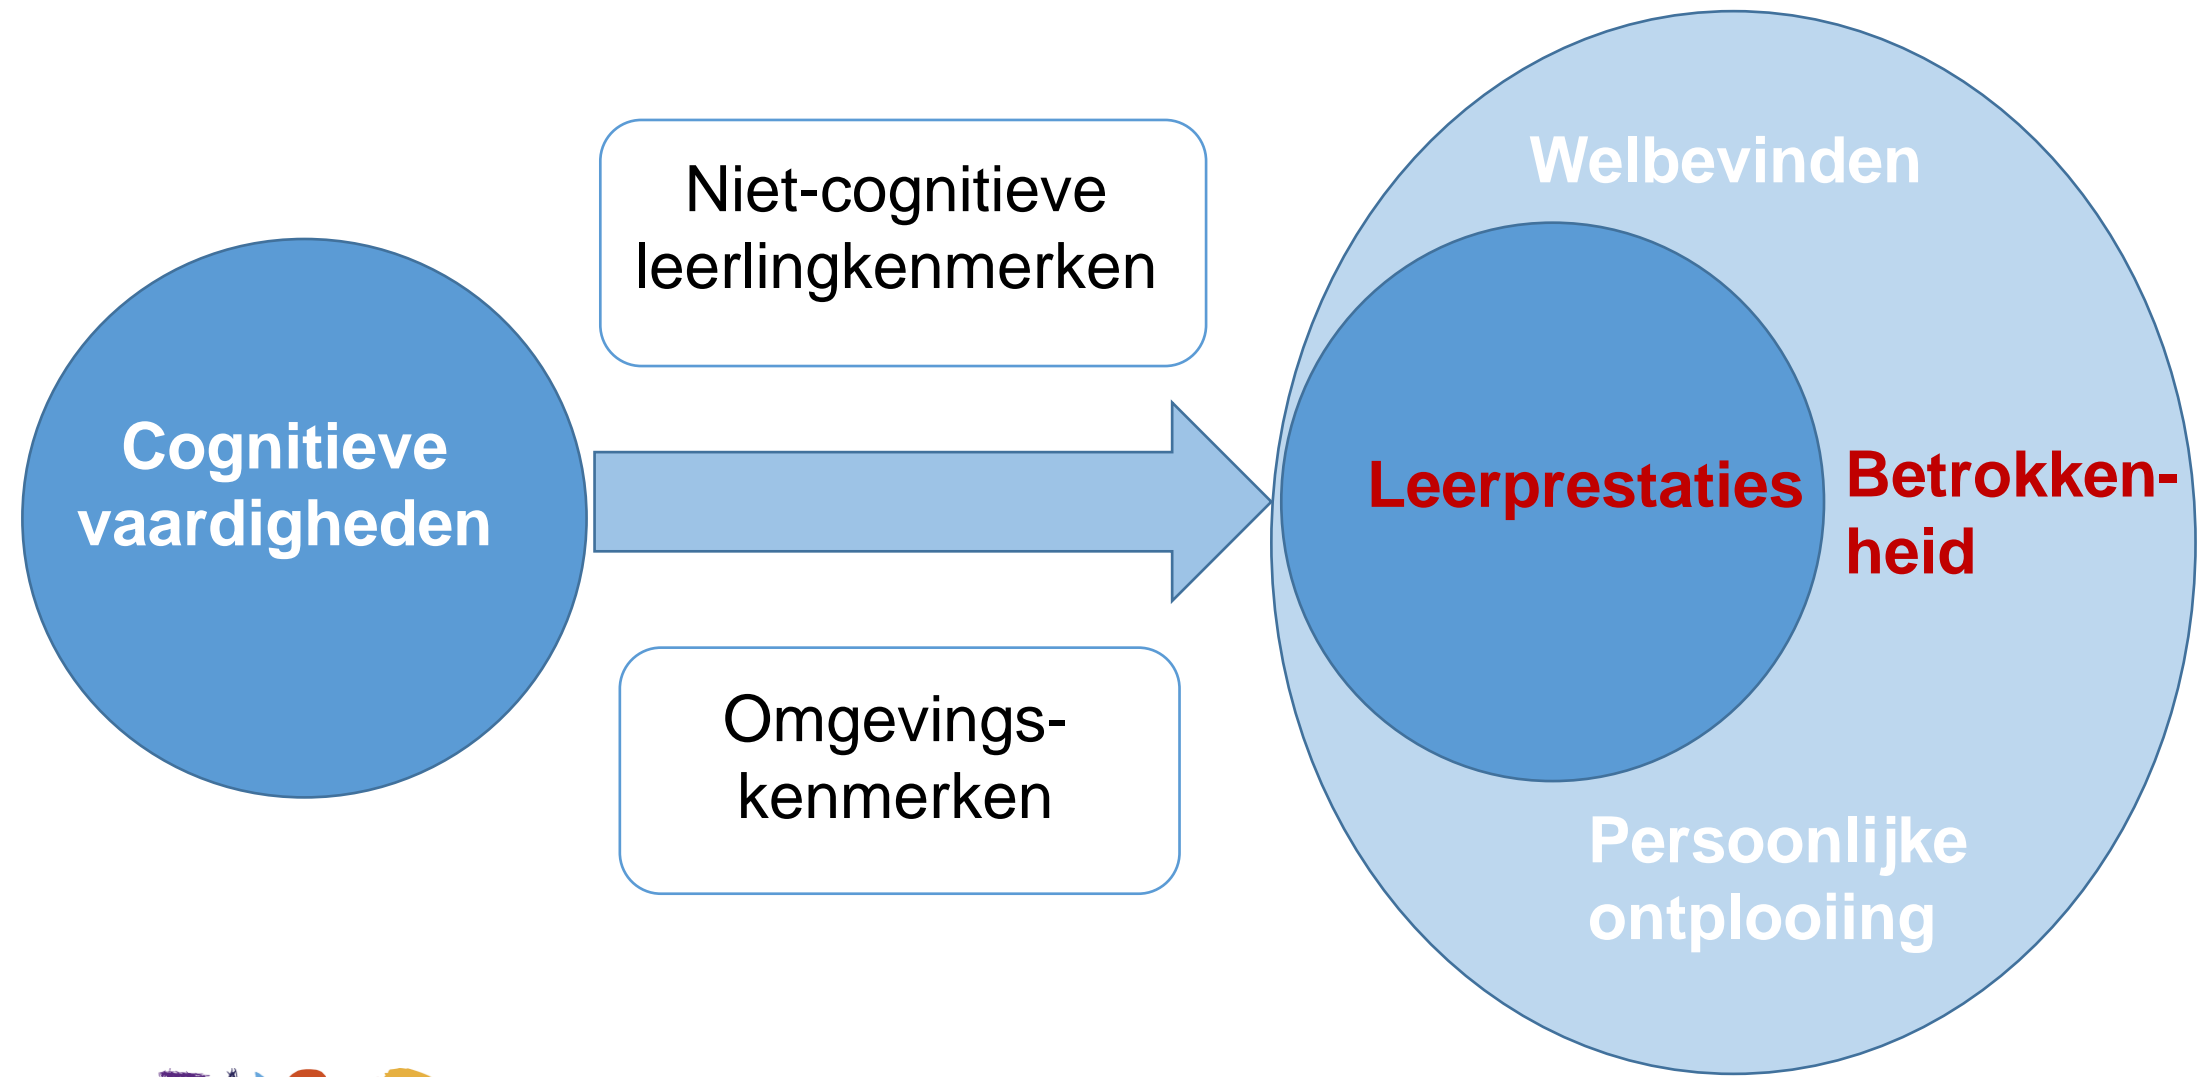 Cognitieve
vaardigheden
Niet-cognitieve
leerlingkenmerken
Omgevings-
kenmerken
Welbevinden
Leerprestaties
Betrokken-
heid
Persoonlijke
ontplooiing